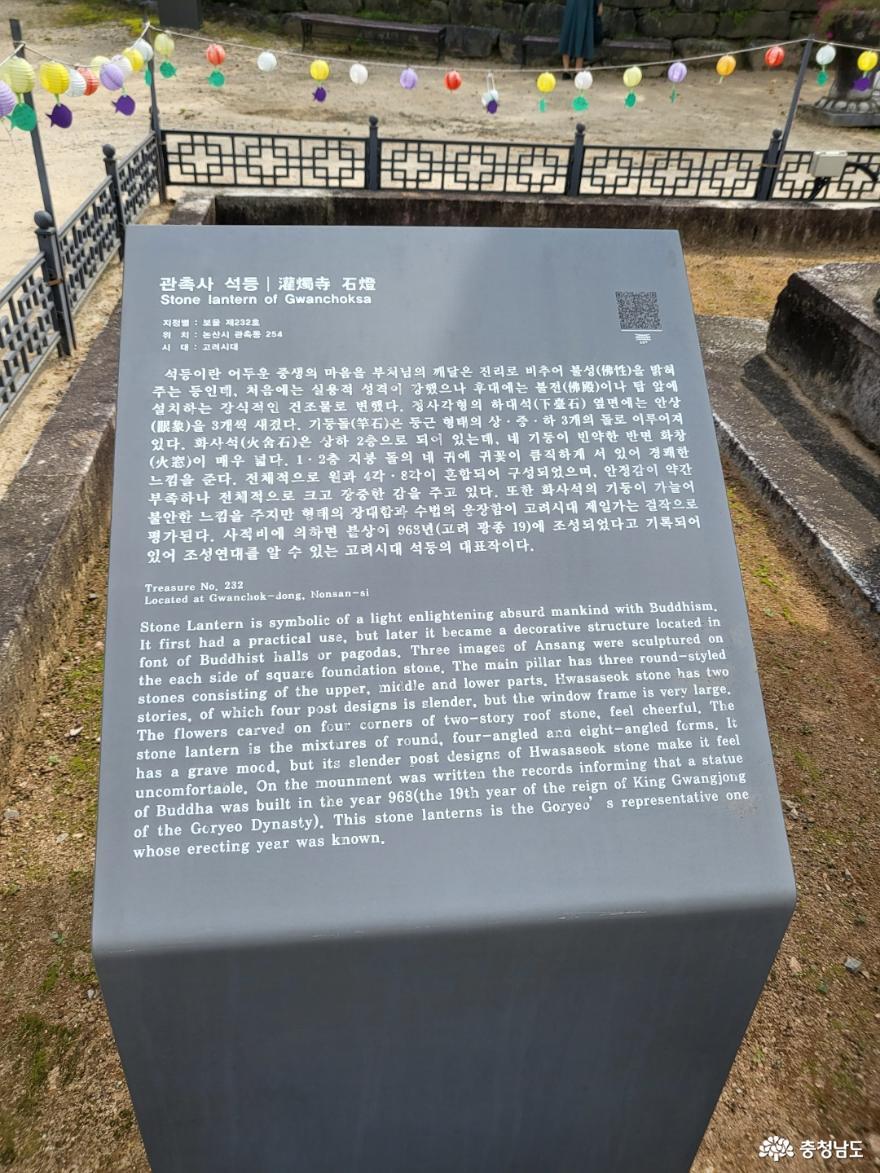 관촉사 석등 | 灌燭寺 石燈
Stone lantern of Gwanchoksa
지정별 : 보물 제232호
위 치 : 논산시 관촉동 254
시 대 : 고려시대
석등이란 어두운 중생의 마음을 부처님의 깨달은 진리로 비추어 불성(佛性)을 밝혀
주는 등인데, 처음에는 실용적 성격이 강했으나 후대에는 불전(佛殿)이나 탑 앞에
설치하는 장식적인 건조물로 변했다. 정사각형의 하대석(下臺石) 옆면에는 안상
(眼象)을 3개씩 새겼다. 기둥돌(竿石)은 둥근 형태의 상·중·하 3개의 돌로 이루어져
있다. 화사석(火舍石)은 상하 2층으로 되어 있는데, 네 기둥이 빈약한 반면 화창
(火窓)이 매우 넓다. 1·2층 지붕 돌의 네 귀에 귀꽃이 큼직하게 서 있어 경쾌한
느낌을 준다. 전체적으로 원과 4각·8각이 혼합되어 구성되었으며, 안정감이 약간
부족하나 전체적으로 크고 장중한 감을 주고 있다. 또한 화사석의 기둥이 가늘어
불안한 느낌을 주지만 형태의 장대함과 수법의 웅장함이 고려시대 제일가는 걸작으로
평가된다. 사적비에 의하면 불상이 968년(고려 광종 19)에 조성되었다고 기록되어
있어 조성연대를 알 수 있는 고려시대 석등의 대표작이다.
Treasure No. 232
Located at Gwanchok-dong, Nonsan-si
Stone Lantern is symbolic of a light enlightening absurd mankind with Buddhism.
It first had a practical use, but later it became a decorative structure located in
font of Buddhist halls or pagodas. Three images of Ansang were sculptured on
the each side of square foundation stone. The main pillar has three round-styled
stones consisting of the upper, middle and lower parts. Hwasaseok stone has two
stories, of which four post designs is slender, but the window frame is very large.
The flowers carved on four corners of two-story roof stone, feel cheerful. The
stone lantern is the mixtures of round, four-angled and eight-angled forms. It
has a grave mood, but its slender post designs of Hwasaseok stone make it feel
uncomfortable. On the mounment was written the records informing that a statue
of Buddha was built in the year 968(the 19th year of the reign of King Gwangjong
of the Goryeo Dynasty). This stone lanterns is the Goryeo's representative one
whose erecting year was known.
충청남도